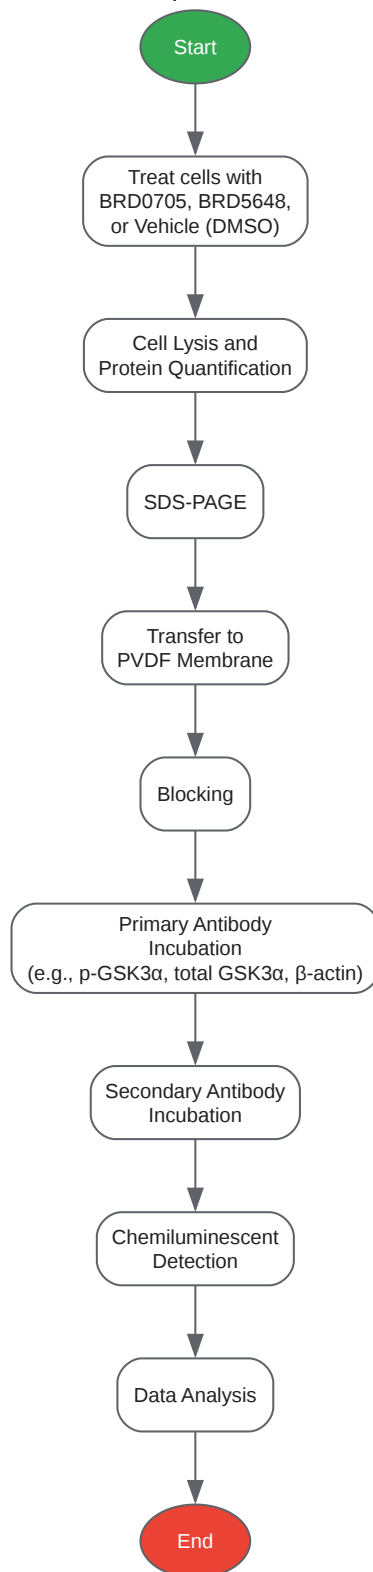 Start
Treat cells with
BRD0705, BRD5648,
or Vehicle (DMSO)
Cell Lysis and
Protein Quantification
SDS-PAGE
Transfer to
PVDF Membrane
Blocking
Primary Antibody
Incubation
(e.g., p-GSK3α, total GSK3α, β-actin)
Secondary Antibody
Incubation
Chemiluminescent
Detection
Data Analysis
End